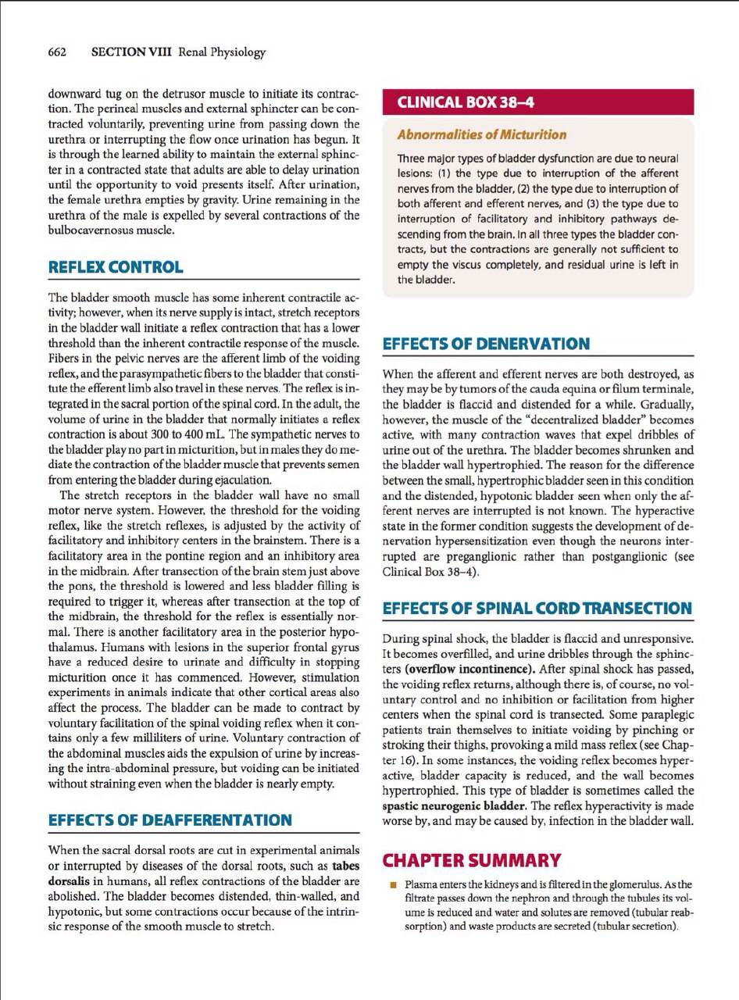 662 SECTION VIII Renal Physiology
downward tug on the detrusor muscle to initiate its contrac-
tion. The perineal muscles and external sphincter can be con-
tracted voluntarily, preventing urine from passing down the
urethra or interrupting the flow once urination has begun. It
is through the learned ability to maintain the external sphinc-
ter in a contracted state that adults are able to delay urination
until the opportunity to void presents itself. After urination,
the female urethra empties by gravity. Urine remaining in the
urethra of the male is expelled by several contractions of the
bulbocavernosus muscle.
REFLEX CONTROL
The bladder smooth muscle has some inherent contractile ac-
tivity; however, when its nerve supply is intact, stretch receptors
in the bladder wall initiate a reflex contraction that has a lower
threshold than the inherent contractile response of the muscle.
Fibers in the pelvic nerves are the afferent limb of the voiding
reflex, and the parasympathetic fibers to the bladder that consti-
tute the efferent limb also travel in these nerves. The reflex is in-
tegrated in the sacral portion of the spinal cord. In the adult, the
volume of urine in the bladder that normally initiates a reflex
contraction is about 300 to 400 mL. The sympathetic nerves to
the bladder play no part in micturition, but in males they do me-
diate the contraction of the bladder muscle that prevents semen
from entering the bladder during ejaculation.
The stretch receptors in the bladder wall have no small
motor nerve system. However, the threshold for the voiding
reflex, like the stretch reflexes, is adjusted by the activity of
facilitatory and inhibitory centers in the brainstem. There is a
facilitatory area in the pontine region and an inhibitory area
in the midbrain. After transection of the brain stem just above
the pons, the threshold is lowered and less bladder filling is
required to trigger it, whereas after transection at the top of
the midbrain, the threshold for the reflex is essentially nor-
mal. There is another facilitatory area in the posterior hypo-
thalamus. Humans with lesions in the superior frontal gyrus
have a reduced desire to urinate and difficulty in stopping
micturition once it has commenced. However, stimulation
experiments in animals indicate that other cortical areas also
affect the process. The bladder can be made to contract by
voluntary facilitation of the spinal voiding reflex when it con-
tains only a few milliliters of urine. Voluntary contraction of
the abdominal muscles aids the expulsion of urine by increas-
ing the intra-abdominal pressure, but voiding can be initiated
without straining even when the bladder is nearly empty.
EFFECTS OF DEAFFERENTATION
When the sacral dorsal roots are cut in experimental animals
or interrupted by diseases of the dorsal roots, such as tabes
dorsalis in humans, all reflex contractions of the bladder are
abolished. The bladder becomes distended, thin-walled, and
hypotonic, but some contractions occur because of the intrin-
sic response of the smooth muscle to stretch.
CLINICAL BOX 38–4
Abnormalities of Micturition
Three major types of bladder dysfunction are due to neural
lesions: (1) the type due to interruption of the afferent
nerves from the bladder, (2) the type due to interruption of
both afferent and efferent nerves, and (3) the type due to
interruption of facilitatory and inhibitory pathways de-
scending from the brain. In all three types the bladder con-
tracts, but the contractions are generally not sufficient to
empty the viscus completely, and residual urine is left in
the bladder.
EFFECTS OF DENERVATION
When the afferent and efferent nerves are both destroyed, as
they may be by tumors of the cauda equina or filum terminale,
the bladder is flaccid and distended for a while. Gradually,
however, the muscle of the “decentralized bladder” becomes
active, with many contraction waves that expel dribbles of
urine out of the urethra. The bladder becomes shrunken and
the bladder wall hypertrophied. The reason for the difference
between the small, hypertrophic bladder seen in this condition
and the distended, hypotonic bladder seen when only the af-
ferent nerves are interrupted is not known. The hyperactive
state in the former condition suggests the development of de-
nervation hypersensitization even though the neurons inter-
rupted are preganglionic rather than postganglionic (see
Clinical Box 38–4).
EFFECTS OF SPINAL CORD TRANSECTION
During spinal shock, the bladder is flaccid and unresponsive.
It becomes overfilled, and urine dribbles through the sphinc-
ters (overflow incontinence). After spinal shock has passed,
the voiding reflex returns, although there is, of course, no vol-
untary control and no inhibition or facilitation from higher
centers when the spinal cord is transected. Some paraplegic
patients train themselves to initiate voiding by pinching or
stroking their thighs, provoking a mild mass reflex (see Chap-
ter 16). In some instances, the voiding reflex becomes hyper-
active, bladder capacity is reduced, and the wall becomes
hypertrophied. This type of bladder is sometimes called the
spastic neurogenic bladder. The reflex hyperactivity is made
worse by, and may be caused by, infection in the bladder wall.
CHAPTER SUMMARY
■ Plasma enters the kidneys and is filtered in the glomerulus. As the
filtrate passes down the nephron and through the tubules its vol-
ume is reduced and water and solutes are removed (tubular reab-
sorption) and waste products are secreted (tubular secretion).